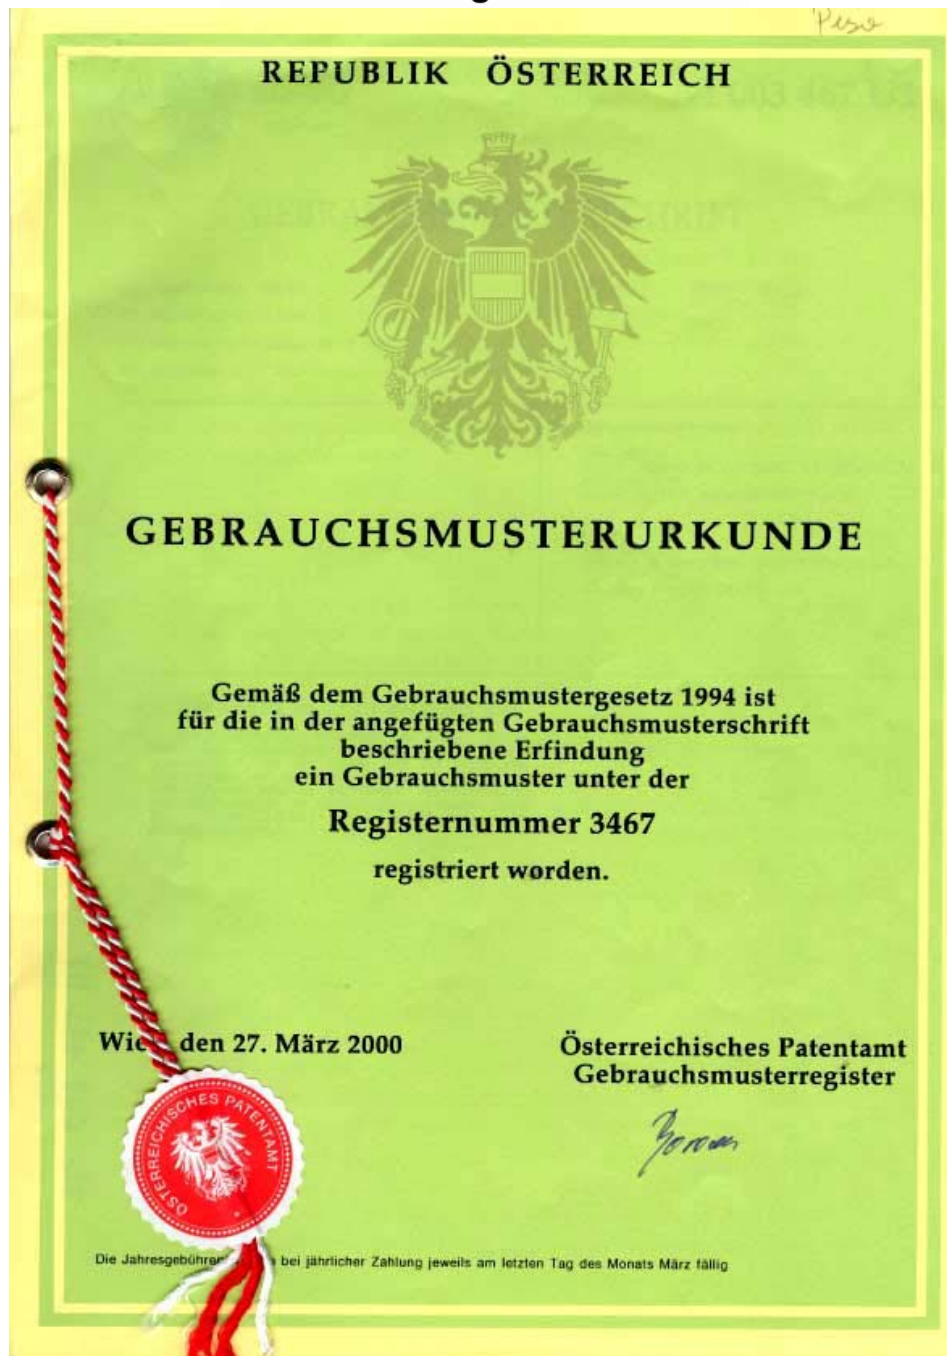 REPUBLIK ÖSTERREICH
GEBRAUCHSMUSTERURKUNDE
Gemäß dem Gebrauchsmustergesetz 1994 ist
für die in der angefügten Gebrauchsmusterschrift
beschriebene Erfindung
ein Gebrauchsmuster unter der
Registernummer 3467
registriert worden.
den 27. März 2000
Österreichisches Patentamt
Gebrauchsmusterregister
ÖSTERREICHISCHES PATENTAMT
Die bei jährlicher Zahlung jeweils am letzten Tag des Monats März fällig